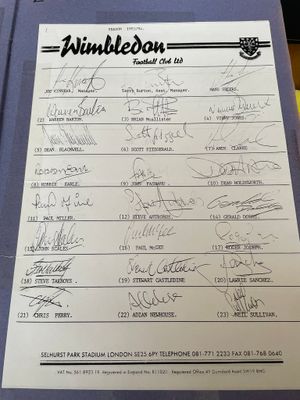 SEASON 1993/94.
Wimbledon
Football Club Ltd
JOE KINNEAR, Manager. Terry Burton, Asst. Manager. HANS SEGERS.
(2) WARREN BARTON. (3) BRIAN McAllister (4) VINNY JONES.
(5) DEAN BLACKWELL. (6) SCOTT FITZGERALD. (7) ANDY CLARKE.
(8) ROBBIE EARLE. (9) JOHN FASHANU. (10) DEAN HOLDSWORTH.
(11) PAUL MILLER. (12) STEVE ANTHROBUS. (14) GERALD DOBBS.
(15) JOHN SCALES. (16) PAUL McGEE (17) ROGER JOSEPH.
(18) STEVE TALBOYS. (19) STEWART CASTLEDINE (20) LAWRIE SANCHEZ.
(21) CHRIS PERRY. (22) ADIAN NEWHOUSE. (23) NEIL SULLIVAN.
SELHURST PARK STADIUM LONDON SE25 6PY TELEPHONE 081-771 2233 FAX 081-768 0640